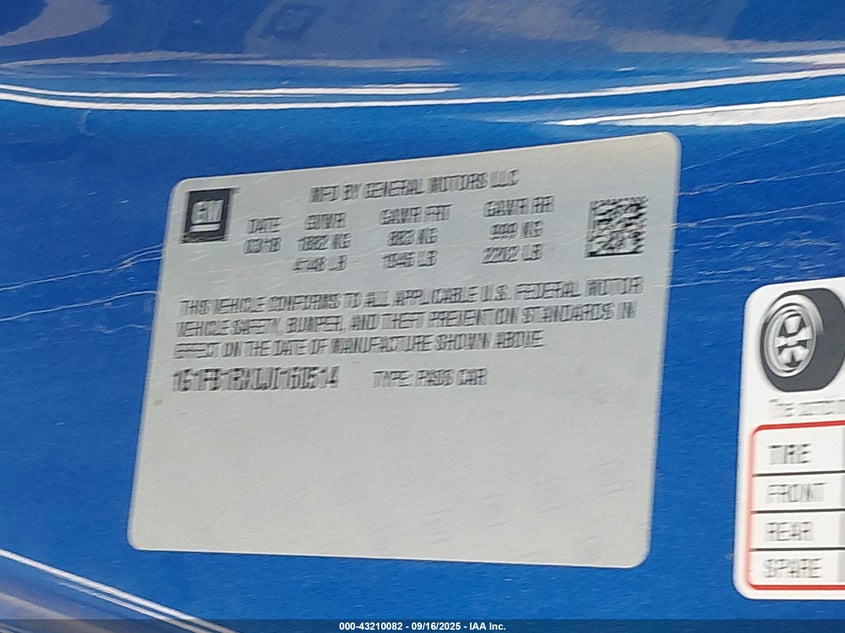 GM
MFD BY GENERAL MOTORS LLC
DATE GVWR GAWR FRT GAWR RR
03/18 1882 KG 883 KG 999 KG
4148 LB 1946 LB 2202 LB
THIS VEHICLE CONFORMS TO ALL APPLICABLE U.S. FEDERAL MOTOR
VEHICLE SAFETY, BUMPER, AND THEFT PREVENTION STANDARDS IN
EFFECT ON THE DATE OF MANUFACTURE SHOWN ABOVE.
TYPE: PASS CAR
The
TIRE
FRONT
REAR
SPARE
000-43210082 - 09/16/2025 - IAA Inc.